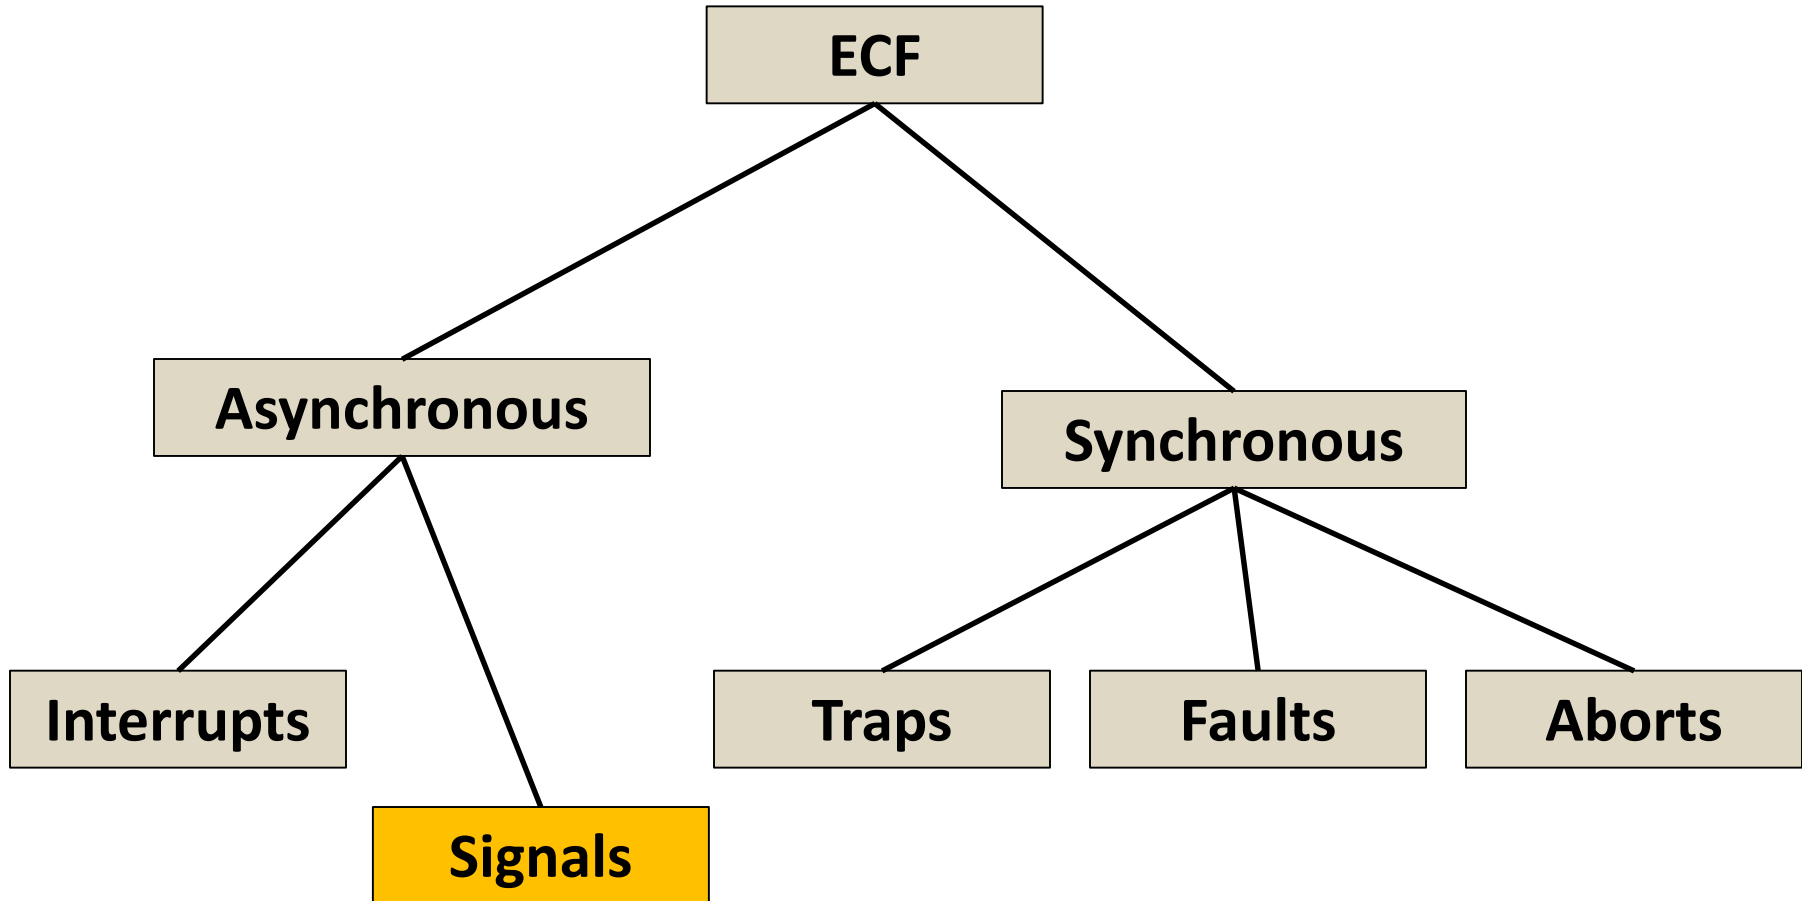 ECF
Asynchronous
Synchronous
Interrupts
Traps
Faults
Aborts
Signals